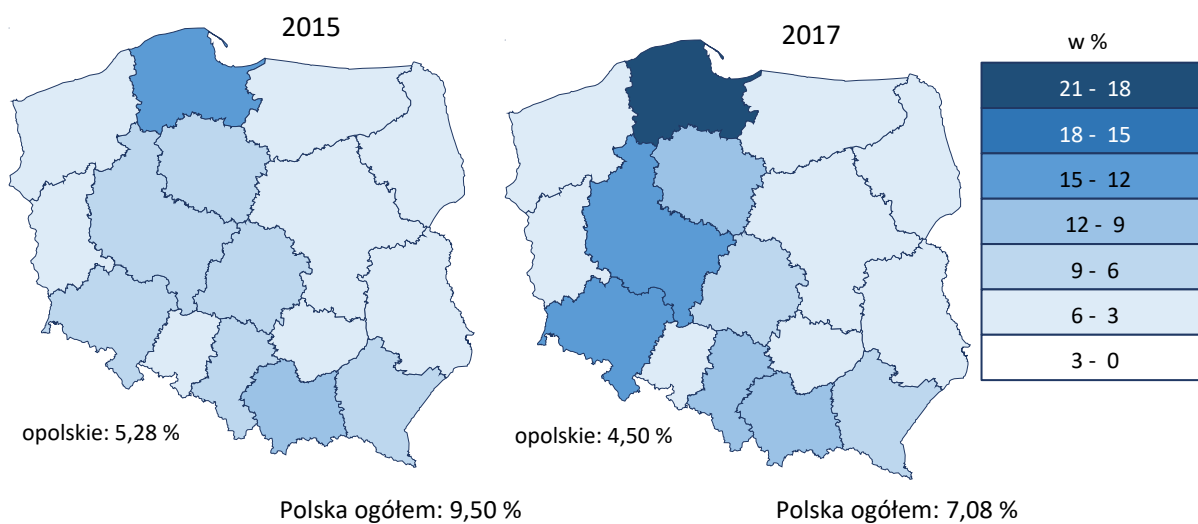 2015
2017
w %
21 - 18
18 - 15
15 - 12
12 - 9
9 - 6
6 - 3
3 - 0
opolskie: 5,28 %
opolskie: 4,50 %
Polska ogółem: 9,50 %
Polska ogółem: 7,08 %